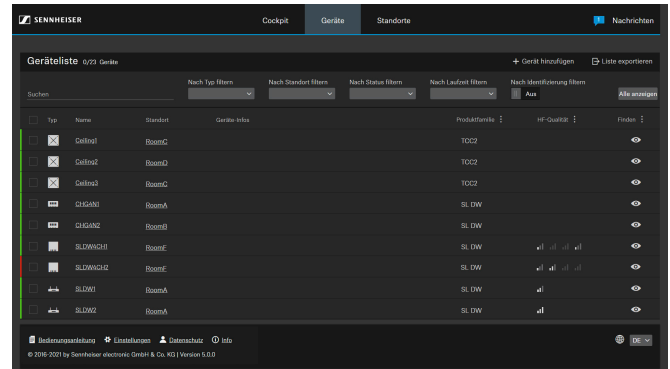 SENNHEISER Cockpit Geräte Standorte Nachrichten
Geräteliste 0/23 Geräte + Gerät hinzufügen Liste exportieren
Nach Typ filtern Nach Standort filtern Nach Status filtern Nach Laufzeit filtern Nach Identifizierung filtern
Suchen Aus Alle anzeigen
Typ Name Standort Geräte-Infos Produktfamilie HF-Qualität Finden
Ceiling1 RoomC TCC2
Ceiling2 RoomD TCC2
Ceiling3 RoomC TCC2
CHG4N1 RoomA SL DW
CHG4N2 RoomB SL DW
SLDW4CH1 RoomF SL DW
SLDW4CH2 RoomF SL DW
SLDW1 RoomA SL DW
SLDW2 RoomA SL DW
Bedienungsanleitung Einstellungen Datenschutz Info DE
© 2016-2021 by Sennheiser electronic GmbH & Co. KG | Version 5.0.0